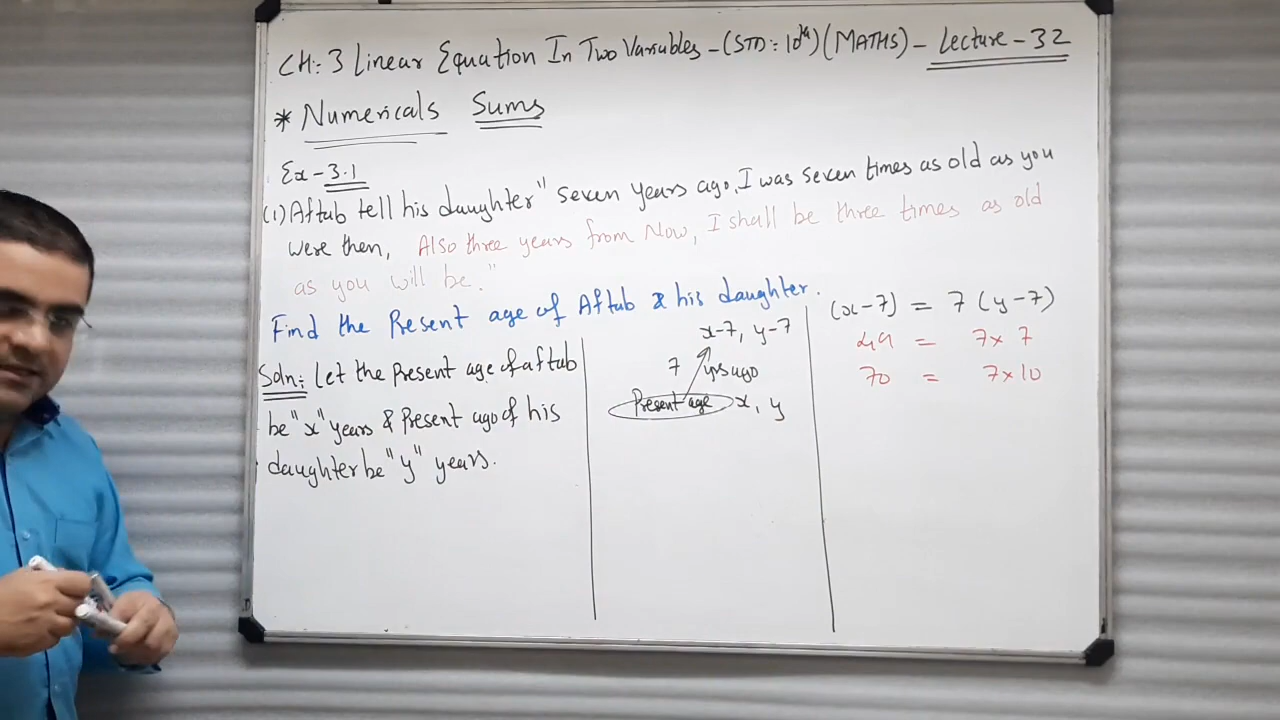 CH: 3 Linear Equation In Two Variables - (STD: 10th) (MATHS) - Lecture - 32
* Numericals Sums
Ex - 3.1
(1) Aftab tell his daughter " Seven years ago, I was seven times as old as you
were then, Also three years from Now, I shall be three times as old
as you will be."
Find the Present age of Aftab & his daughter.
Soln: Let the Present age of aftab
be "x" years & Present ago of his
daughter be "y" years.
x-7, y-7
7 yrs ago
Present age x, y
(x-7) = 7 (y-7)
49 = 7x 7
70 = 7x10